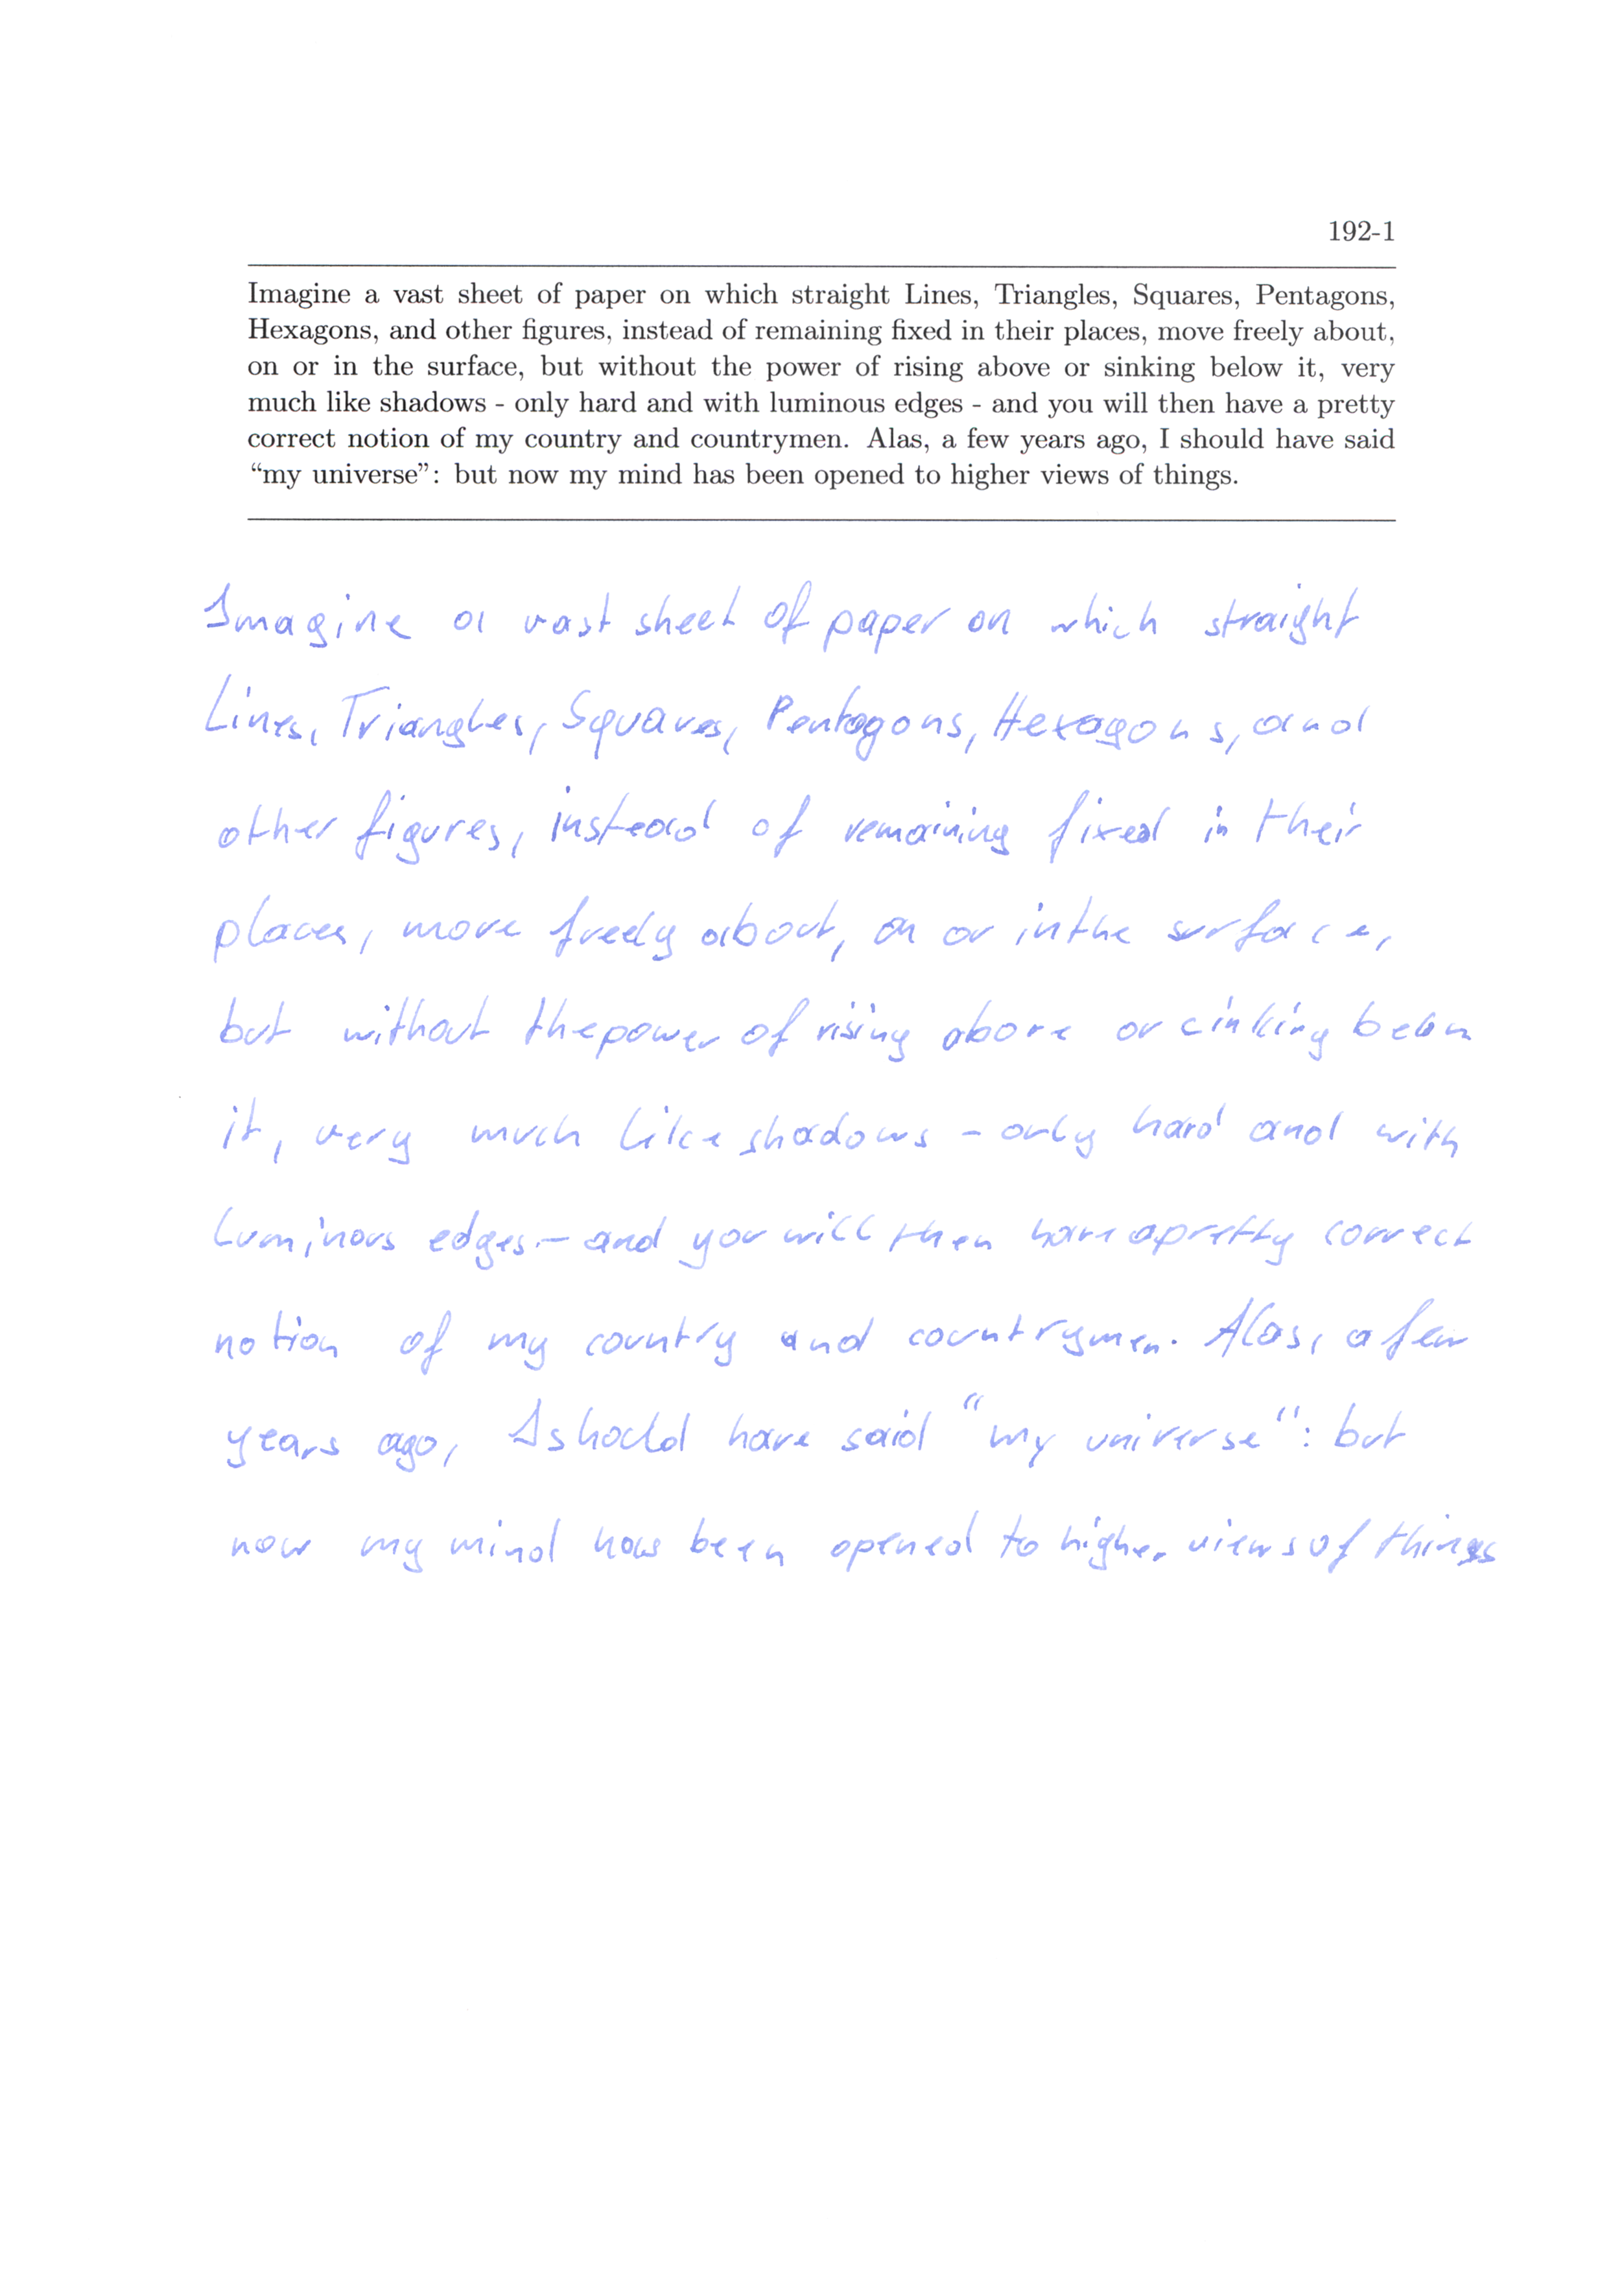 192-1
Imagine a vast sheet of paper on which straight Lines, Triangles, Squares, Pentagons,
Hexagons, and other figures, instead of remaining fixed in their places, move freely about,
on or in the surface, but without the power of rising above or sinking below it, very
much like shadows - only hard and with luminous edges - and you will then have a pretty
correct notion of my country and countrymen. Alas, a few years ago, I should have said
“my universe”: but now my mind has been opened to higher views of things.
Imagine a vast sheet of paper on which straight
Lines, Triangles, Squares, Pentagons, Hexagons, and
other figures, instead of remaining fixed in their
places, move freely about, on or in the surface,
but without the power of rising above or cinking below
it, very much like shadows - only hard and with
luminous edges - and you will then have a pretty correct
notion of my country and countrymen. Alas, a few
years ago, I should have said “my universe”: but
now my mind has been opened to higher views of things